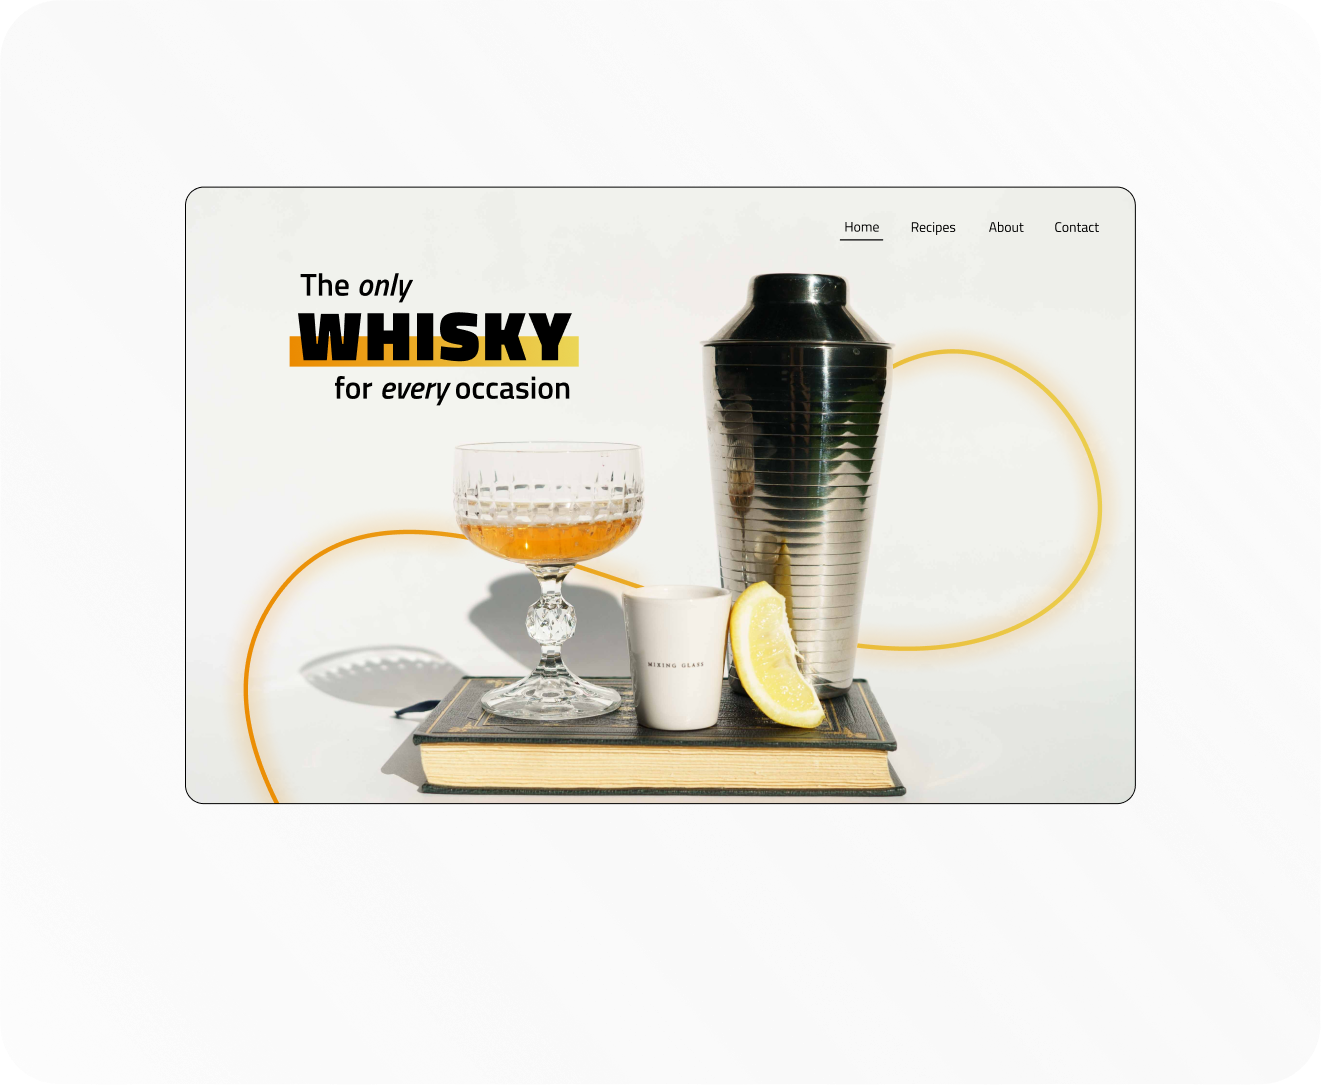 Home Recipes About Contact
The only
WHISKY
for every occasion
MIXING GLASS